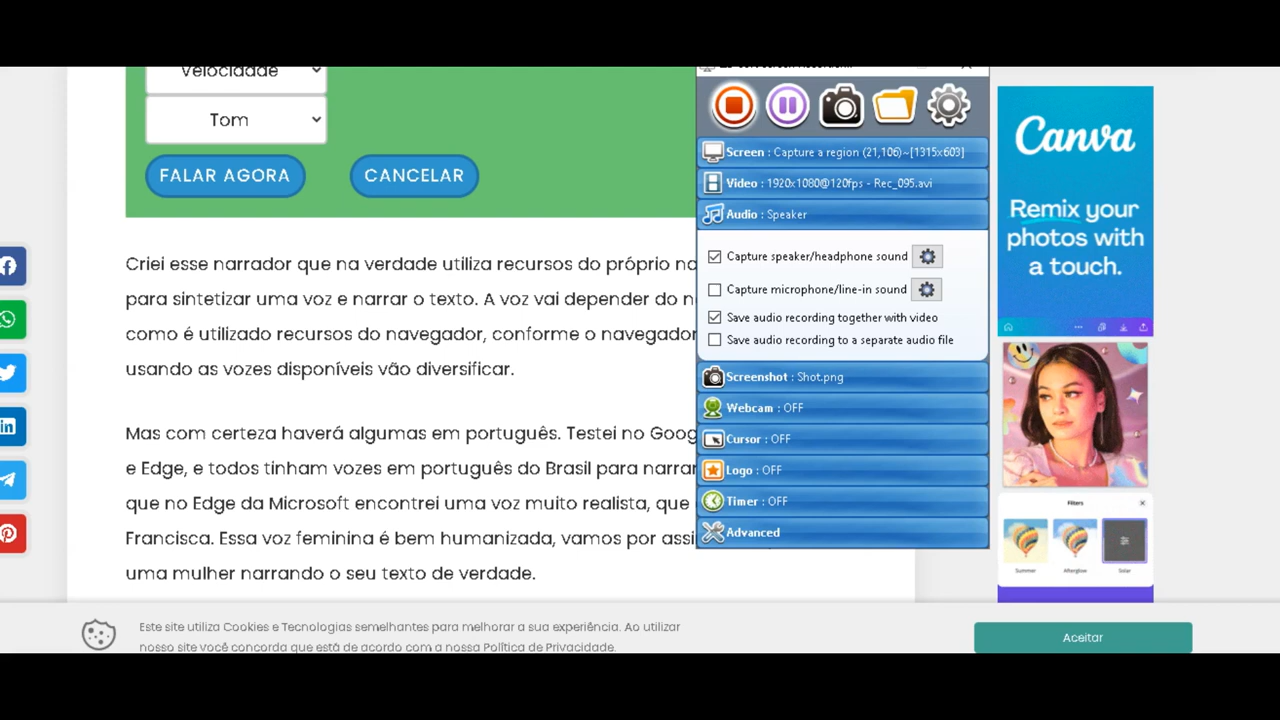 Velocidade
Tom
FALAR AGORA
CANCELAR
Criei esse narrador que na verdade utiliza recursos do próprio
para sintetizar uma voz e narrar o texto. A voz vai depender do
como é utilizado recursos do navegador, conforme o navegador
usando as vozes disponíveis vão diversificar.
Mas com certeza haverá algumas em português. Testei no
e Edge, e todos tinham vozes em português do Brasil para
que no Edge da Microsoft encontrei uma voz muito realista, que
Francisca. Essa voz feminina é bem humanizada, vamos por
uma mulher narrando o seu texto de verdade.
Screen : Capture a region (21,106)~[1315x603]
Video : 1920x1080@120fps - Rec_095.avi
Audio : Speaker
Capture speaker/headphone sound
Capture microphone/line-in sound
Save audio recording together with video
Save audio recording to a separate audio file
Screenshot : Shot.png
Webcam : OFF
Cursor : OFF
Logo : OFF
Timer : OFF
Advanced
Canva
Remix your
photos with
a touch.
Filters
Summer
Afterglow
Solar
Este site utiliza Cookies e Tecnologias semelhantes para melhorar a sua experiência. Ao utilizar
nosso site você concorda que está de acordo com a nossa Política de Privacidade.
Aceitar